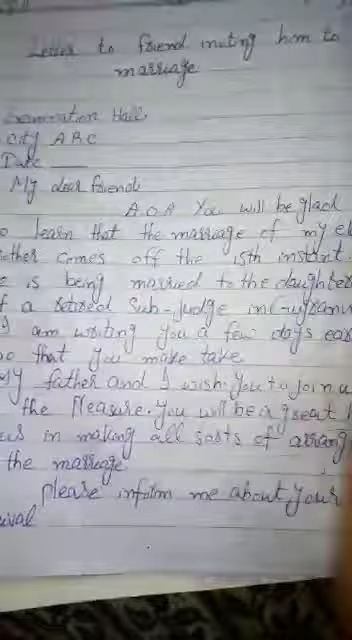 Letter to friend inviting him to
marriage
Examination Hall
City A B C
Date
My dear friend
A O A You will be glad
to learn that the marriage of my el
other comes off the 15th instant.
e is being married to the daughter
f a retired Sub-Judge in
I am writing you a few days ear
so that you make take
My father and I wish you to join u
the Pleasure. You will be a great h
us in making all sorts of arrang
the marriage
please inform me about your
ival